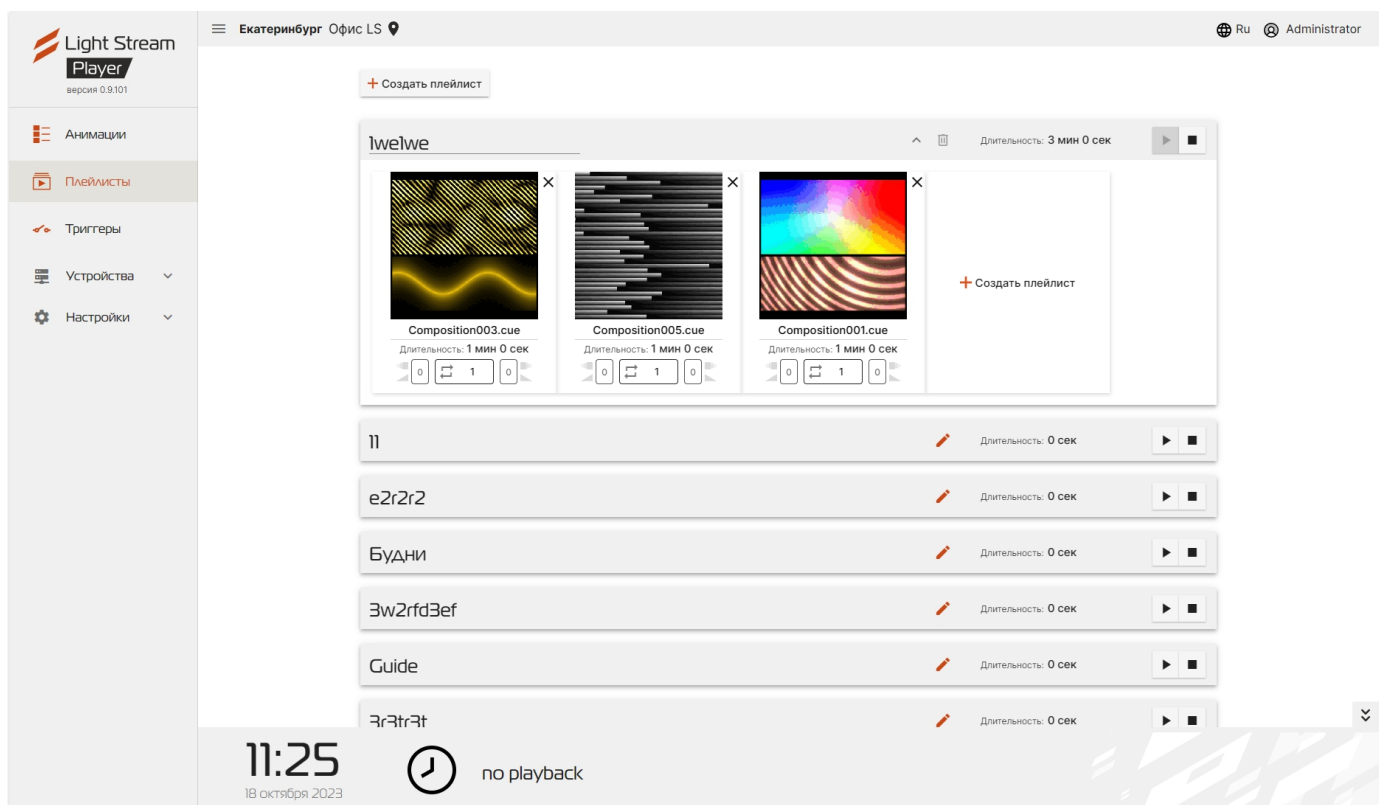 Light Stream
Player
версия 0.9.101
Екатеринбург Офис LS
Ru Administrator
Анимации
Плейлисты
Триггеры
Устройства
Настройки
+ Создать плейлист
1we1we
Длительность: 3 мин 0 сек
Composition003.cue
Длительность: 1 мин 0 сек
0 1 0
Composition005.cue
Длительность: 1 мин 0 сек
0 1 0
Composition001.cue
Длительность: 1 мин 0 сек
0 1 0
+ Создать плейлист
11
Длительность: 0 сек
e2r2r2
Длительность: 0 сек
Будни
Длительность: 0 сек
3w2rfd3ef
Длительность: 0 сек
Guide
Длительность: 0 сек
3r3tr3t
Длительность: 0 сек
11:25
18 октября 2023
no playback